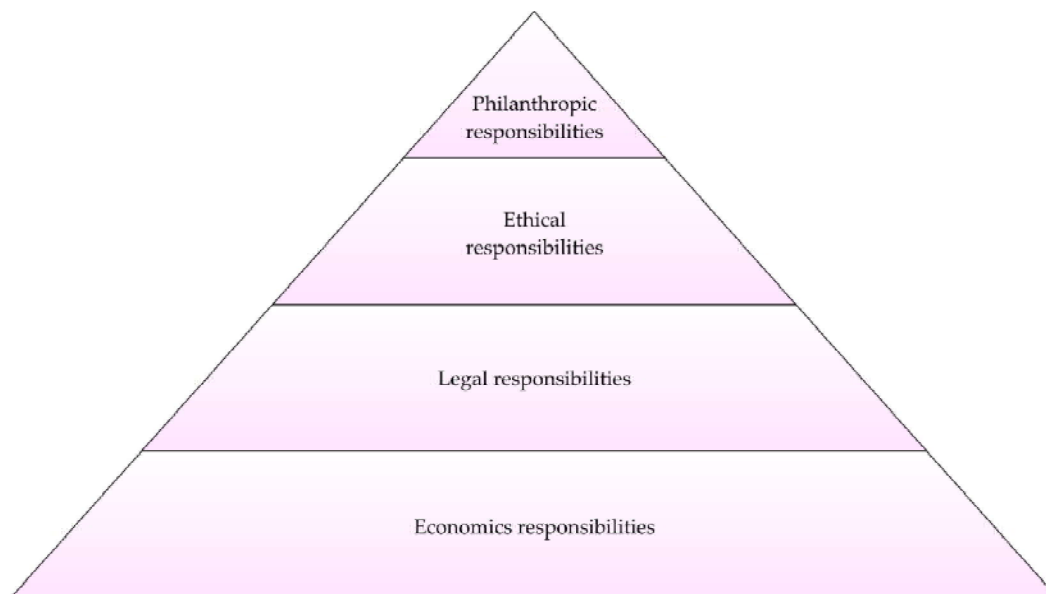 Philanthropic
responsibilities
Ethical
responsibilities
Legal responsibilities
Economics responsibilities